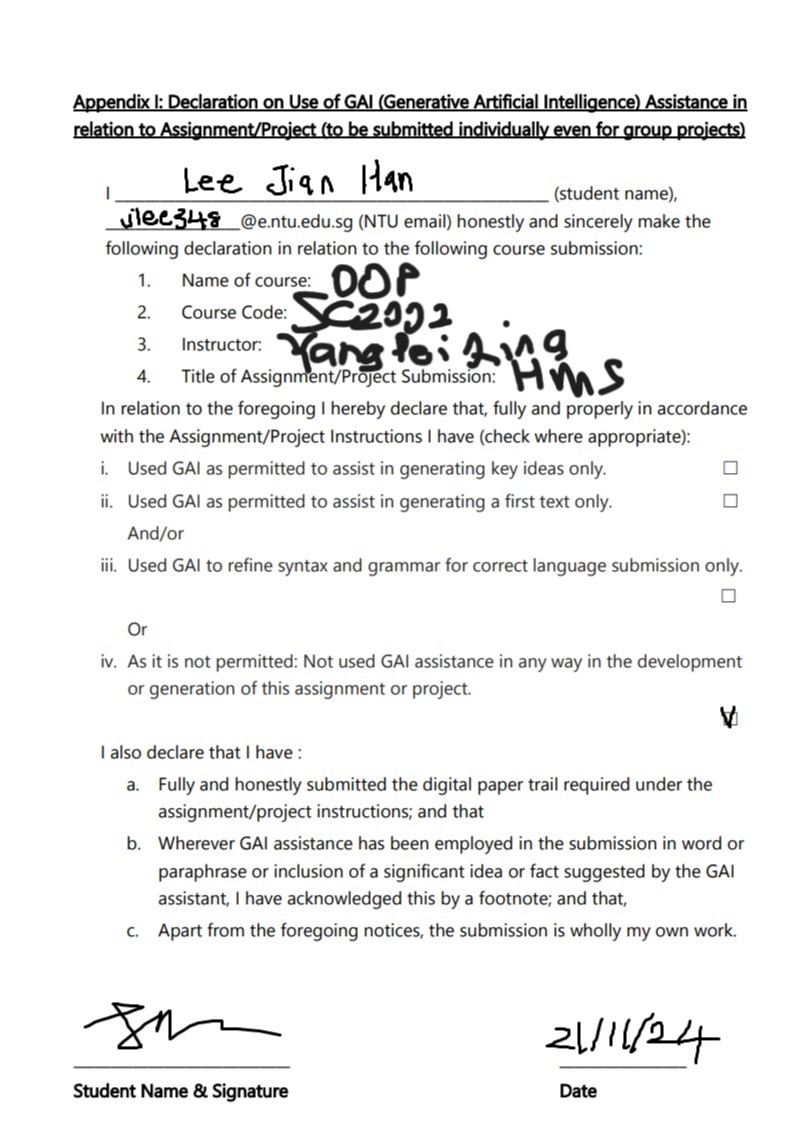 Appendix I: Declaration on Use of GAI (Generative Artificial Intelligence) Assistance in
relation to Assignment/Project (to be submitted individually even for group projects)
I Lee Jian Han (student name),
jlee348 @e.ntu.edu.sg (NTU email) honestly and sincerely make the
following declaration in relation to the following course submission:
1. Name of course: OOP
2. Course Code: SC2002
3. Instructor: Yang
4. Title of Assignment/Project Submission: HMS
In relation to the foregoing I hereby declare that, fully and properly in accordance
with the Assignment/Project Instructions I have (check where appropriate):
i. Used GAI as permitted to assist in generating key ideas only. ☐
ii. Used GAI as permitted to assist in generating a first text only. ☐
And/or
iii. Used GAI to refine syntax and grammar for correct language submission only.
☐
Or
iv. As it is not permitted: Not used GAI assistance in any way in the development
or generation of this assignment or project.
☑
I also declare that I have :
a. Fully and honestly submitted the digital paper trail required under the
assignment/project instructions; and that
b. Wherever GAI assistance has been employed in the submission in word or
paraphrase or inclusion of a significant idea or fact suggested by the GAI
assistant, I have acknowledged this by a footnote; and that,
c. Apart from the foregoing notices, the submission is wholly my own work.
21/11/24
Student Name & Signature Date